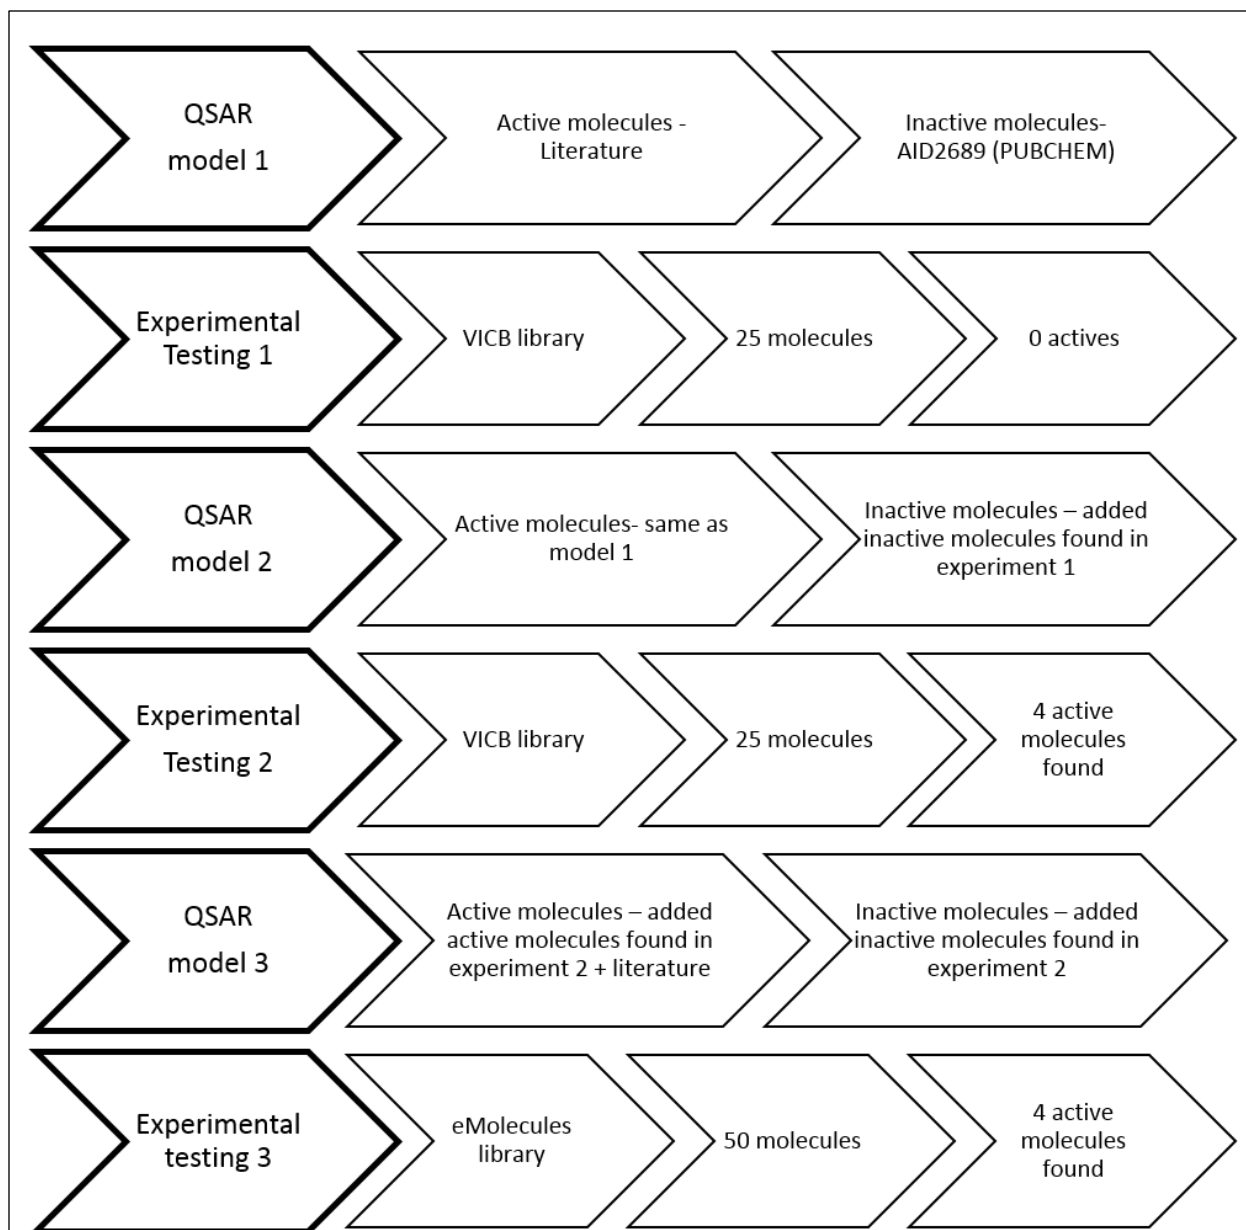 QSAR
model 1
Active molecules -
Literature
Inactive molecules-
AID2689 (PUBCHEM)
Experimental
Testing 1
VICB library
25 molecules
0 actives
QSAR
model 2
Active molecules- same as
model 1
Inactive molecules – added
inactive molecules found in
experiment 1
Experimental
Testing 2
VICB library
25 molecules
4 active
molecules
found
QSAR
model 3
Active molecules – added
active molecules found in
experiment 2 + literature
Inactive molecules – added
inactive molecules found in
experiment 2
Experimental
testing 3
eMolecules
library
50 molecules
4 active
molecules
found